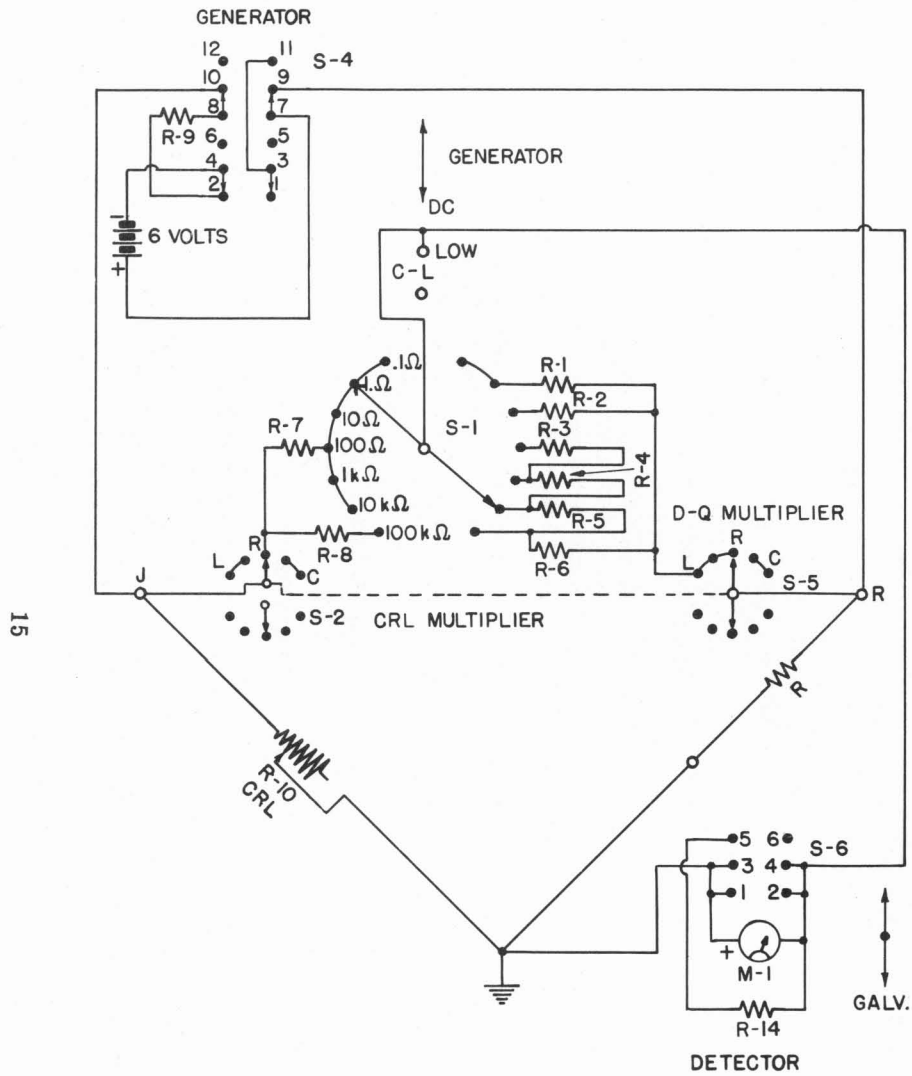 GENERATOR
12 11 S-4
10 9
8 7
R-9
6 5
4 3
2 1
GENERATOR
DC
-
6 VOLTS
+
LOW
C-L
.1Ω
1.Ω
10Ω
100Ω
1kΩ
10kΩ
100kΩ
R-7
R-8
S-1
R-1
R-2
R-3
R-4
R-5
R-6
D-Q MULTIPLIER
L R C
S-2
L R C
S-5
J
R
CRL MULTIPLIER
15
R-10
CRL
R
5 6
S-6
3 4
1 2
+
M-1
R-14
GALV.
DETECTOR